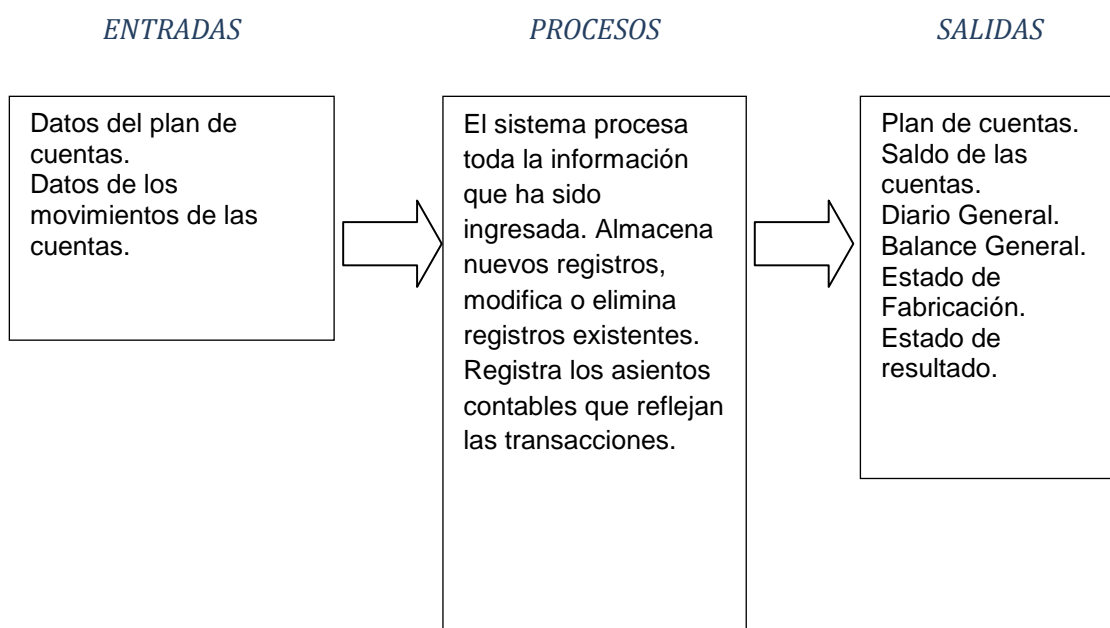 ENTRADAS
PROCESOS
SALIDAS
Datos del plan de
cuentas.
Datos de los
movimientos de las
cuentas.
El sistema procesa
toda la información
que ha sido
ingresada. Almacena
nuevos registros,
modifica o elimina
registros existentes.
Registra los asientos
contables que reflejan
las transacciones.
Plan de cuentas.
Saldo de las
cuentas.
Diario General.
Balance General.
Estado de
Fabricación.
Estado de
resultado.